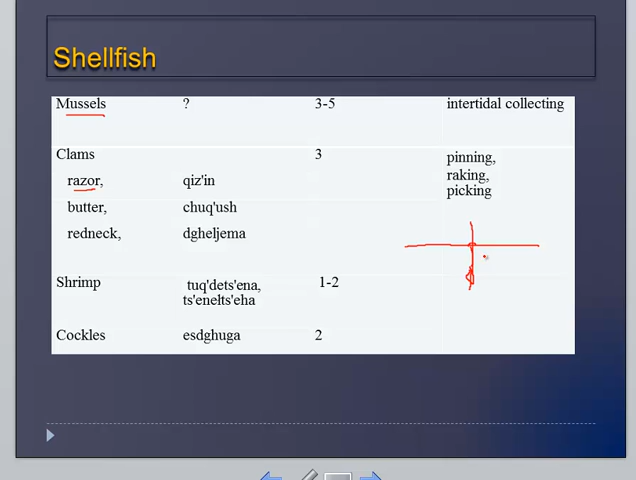 Shellfish
Mussels ? 3-5 intertidal collecting
Clams 3 pinning,
razor, qiz'in raking,
picking
butter, chuq'ush
redneck, dgheljema
Shrimp tuq'dets'ena, 1-2
ts'enełts'eha
Cockles esdghuga 2